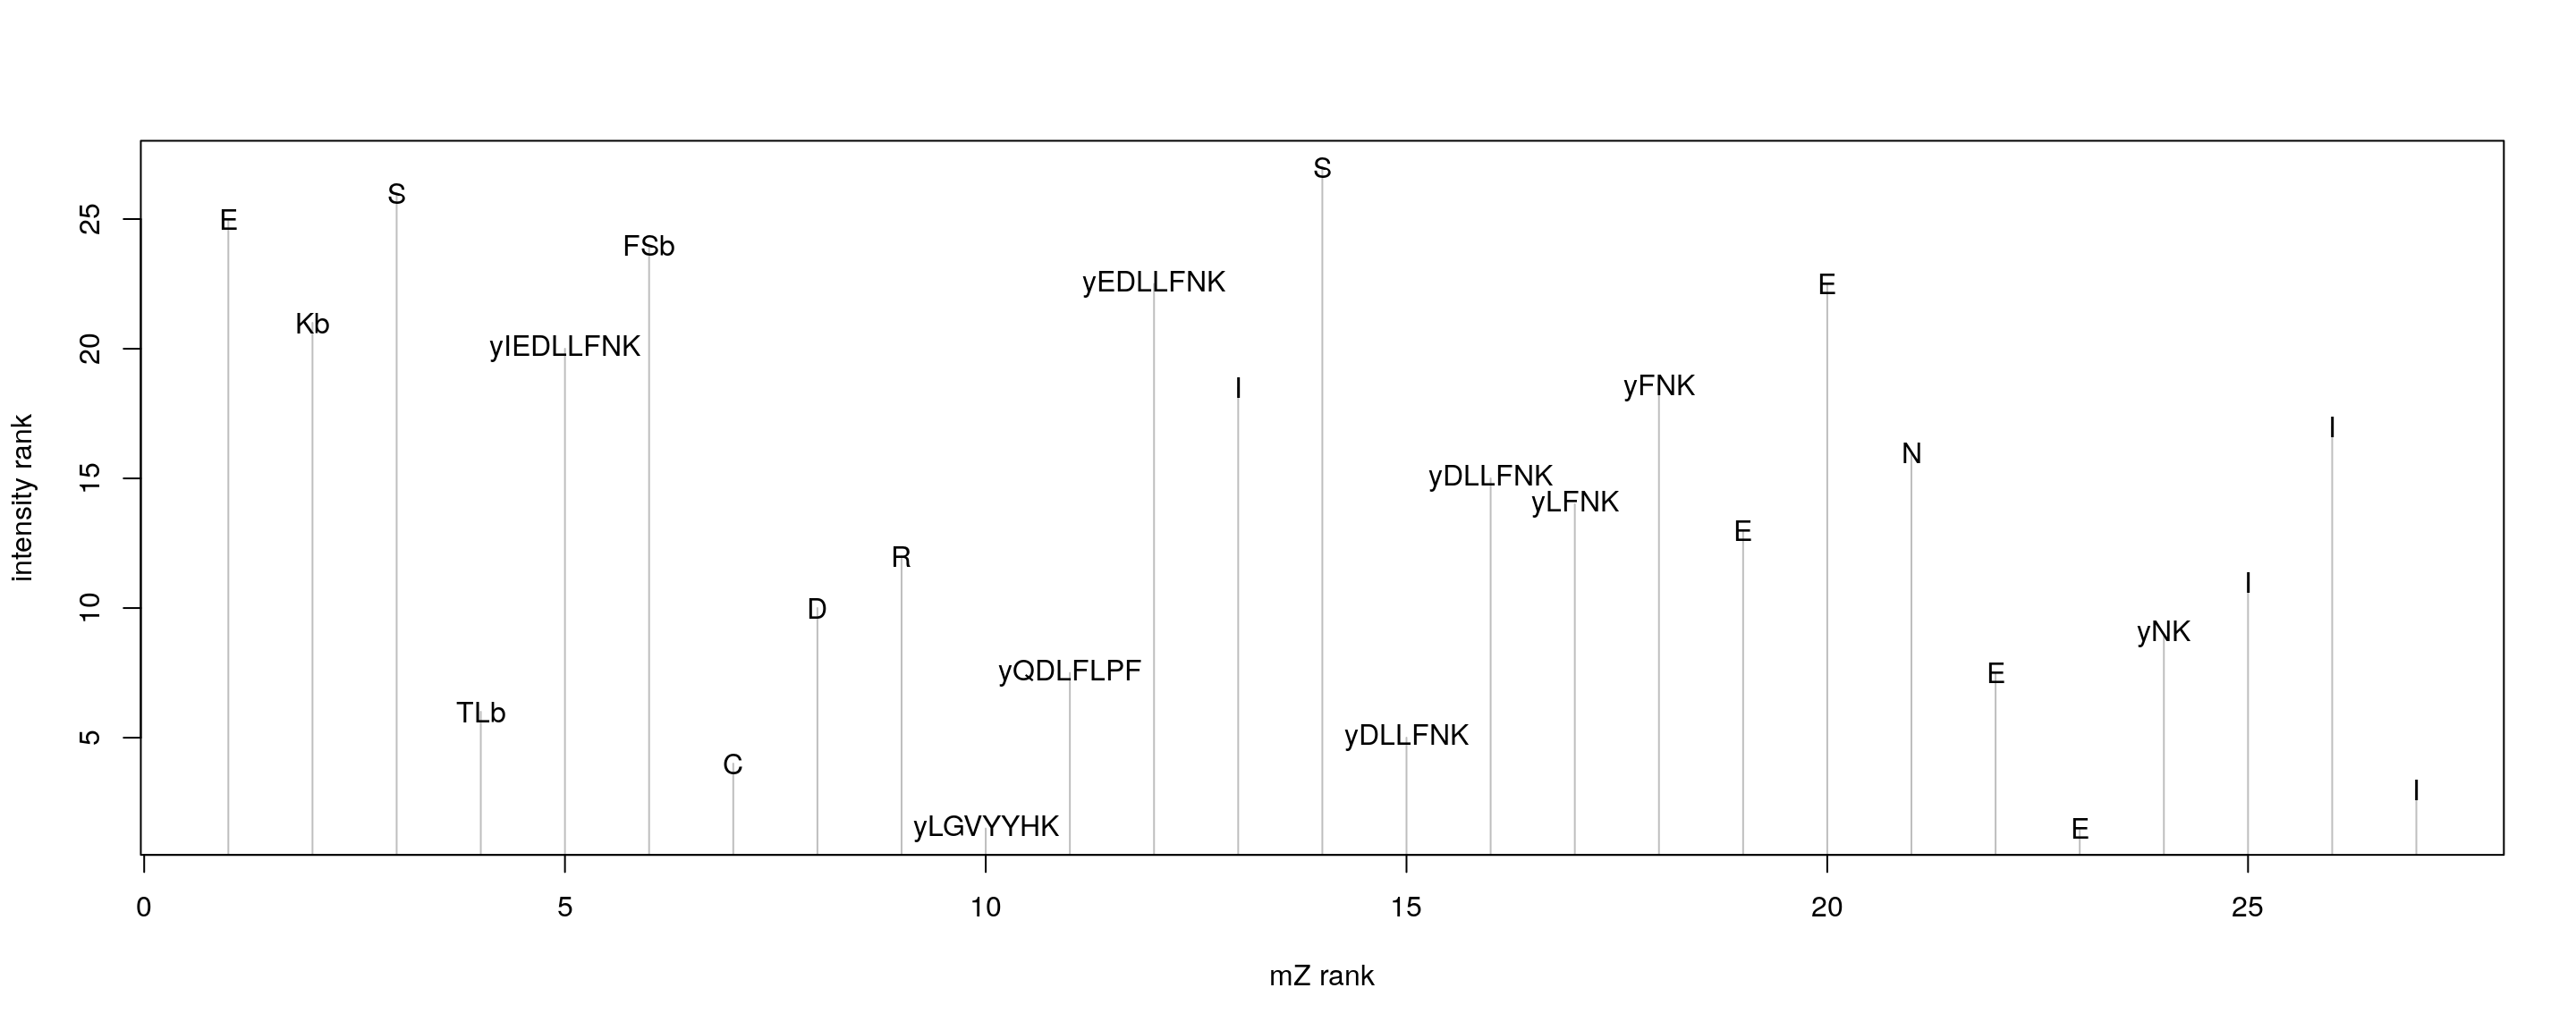 S
S
E
FSb
yEDLLFNK
E
Kb
yIEDLLFNK
I
yFNK
I
N
yDLLFNK
yLFNK
E
R
I
D
yNK
yQDLFLPF
E
TLb
yDLLFNK
C
I
yLGVYYHK
E
25
20
15
10
5
intensity rank
0 5 10 15 20 25
mZ rank